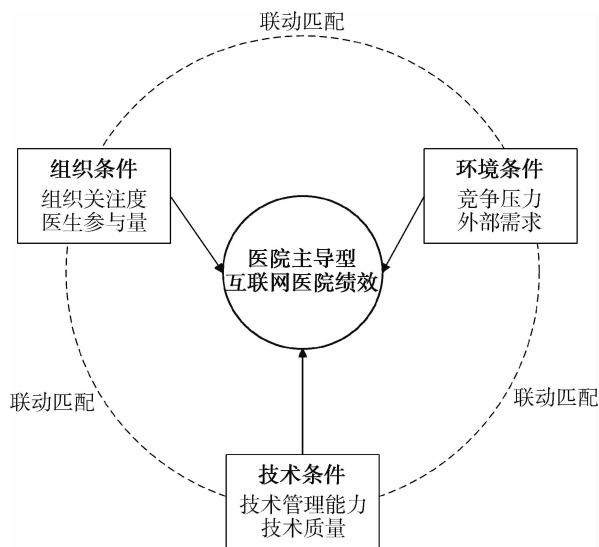 联动匹配
组织条件
组织关注度
医生参与量
环境条件
竞争压力
外部需求
医院主导型
互联网医院绩效
联动匹配
联动匹配
技术条件
技术管理能力
技术质量